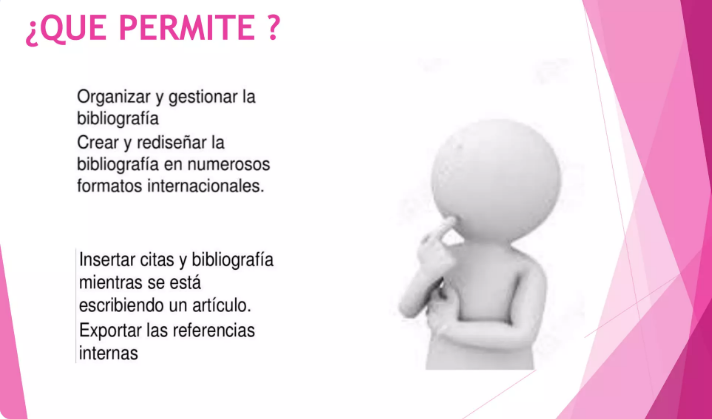 ¿QUE PERMITE ?
Organizar y gestionar la
bibliografía
Crear y rediseñar la
bibliografía en numerosos
formatos internacionales.
Insertar citas y bibliografía
mientras se está
escribiendo un artículo.
Exportar las referencias
internas